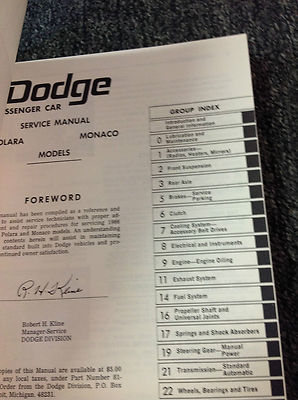 Dodge
SSENGER CAR
SERVICE MANUAL
OLARA MONACO
MODELS
FOREWORD
manual has been compiled as a reference and
to assist service technicians with proper ad-
ent and repair procedures for servicing 1966
Polara and Monaco models. An understanding
contents herein will assist in maintaining
standard built into Dodge vehicles and pro-
ntinued owner satisfaction.
R. H. Kline
Robert H. Kline
Manager-Service
DODGE DIVISION
opies of this Manual are available at $5.00
any local taxes, under Part Number 81-
Order from the Dodge Division, P.O. Box
oit, Michigan. 48231.
GROUP INDEX
Introduction and
General Information
0 Lubrication and
Maintenance
1 Accessories—
(Radios, Heaters, Mirrors)
2 Front Suspension
3 Rear Axle
5 Brakes—Service
Parking
6 Clutch
7 Cooling System—
Accessory Belt Drives
8 Electrical and Instruments
9 Engine—Engine Oiling
11 Exhaust System
14 Fuel System
16 Propeller Shaft and
Universal Joints
17 Springs and Shock Absorbers
19 Steering Gear—Manual
Power
21 Transmission—Standard
Automatic
22 Wheels, Bearings and Tires